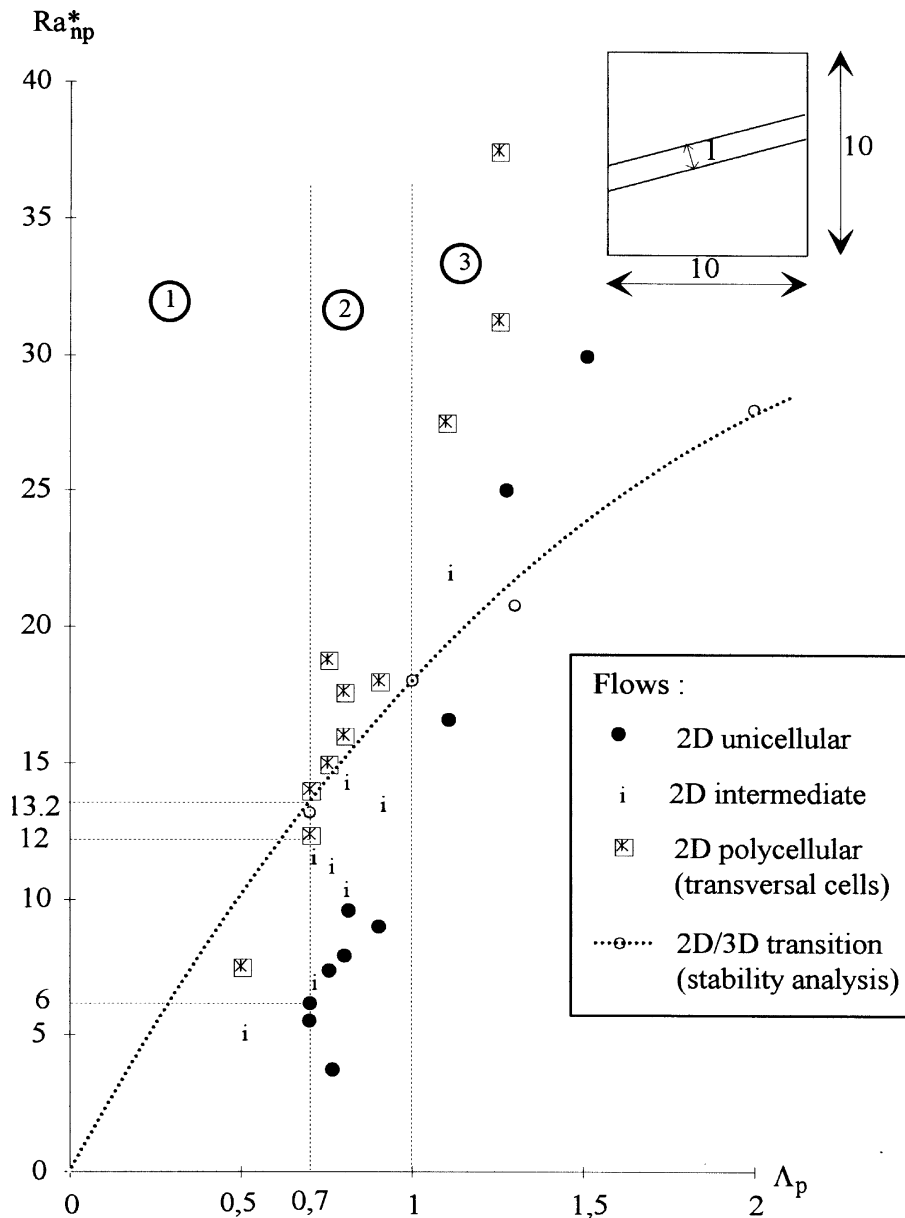 Ra*np
40
35
30
25
20
15
13.2
12
10
6
5
0
1
2
3
1
10
10
Flows :
2D unicellular
i 2D intermediate
2D polycellular
(transversal cells)
2D/3D transition
(stability analysis)
i
i
i
i
i
i
i
i
0
0,5
0,7
1
1,5
2
Λp